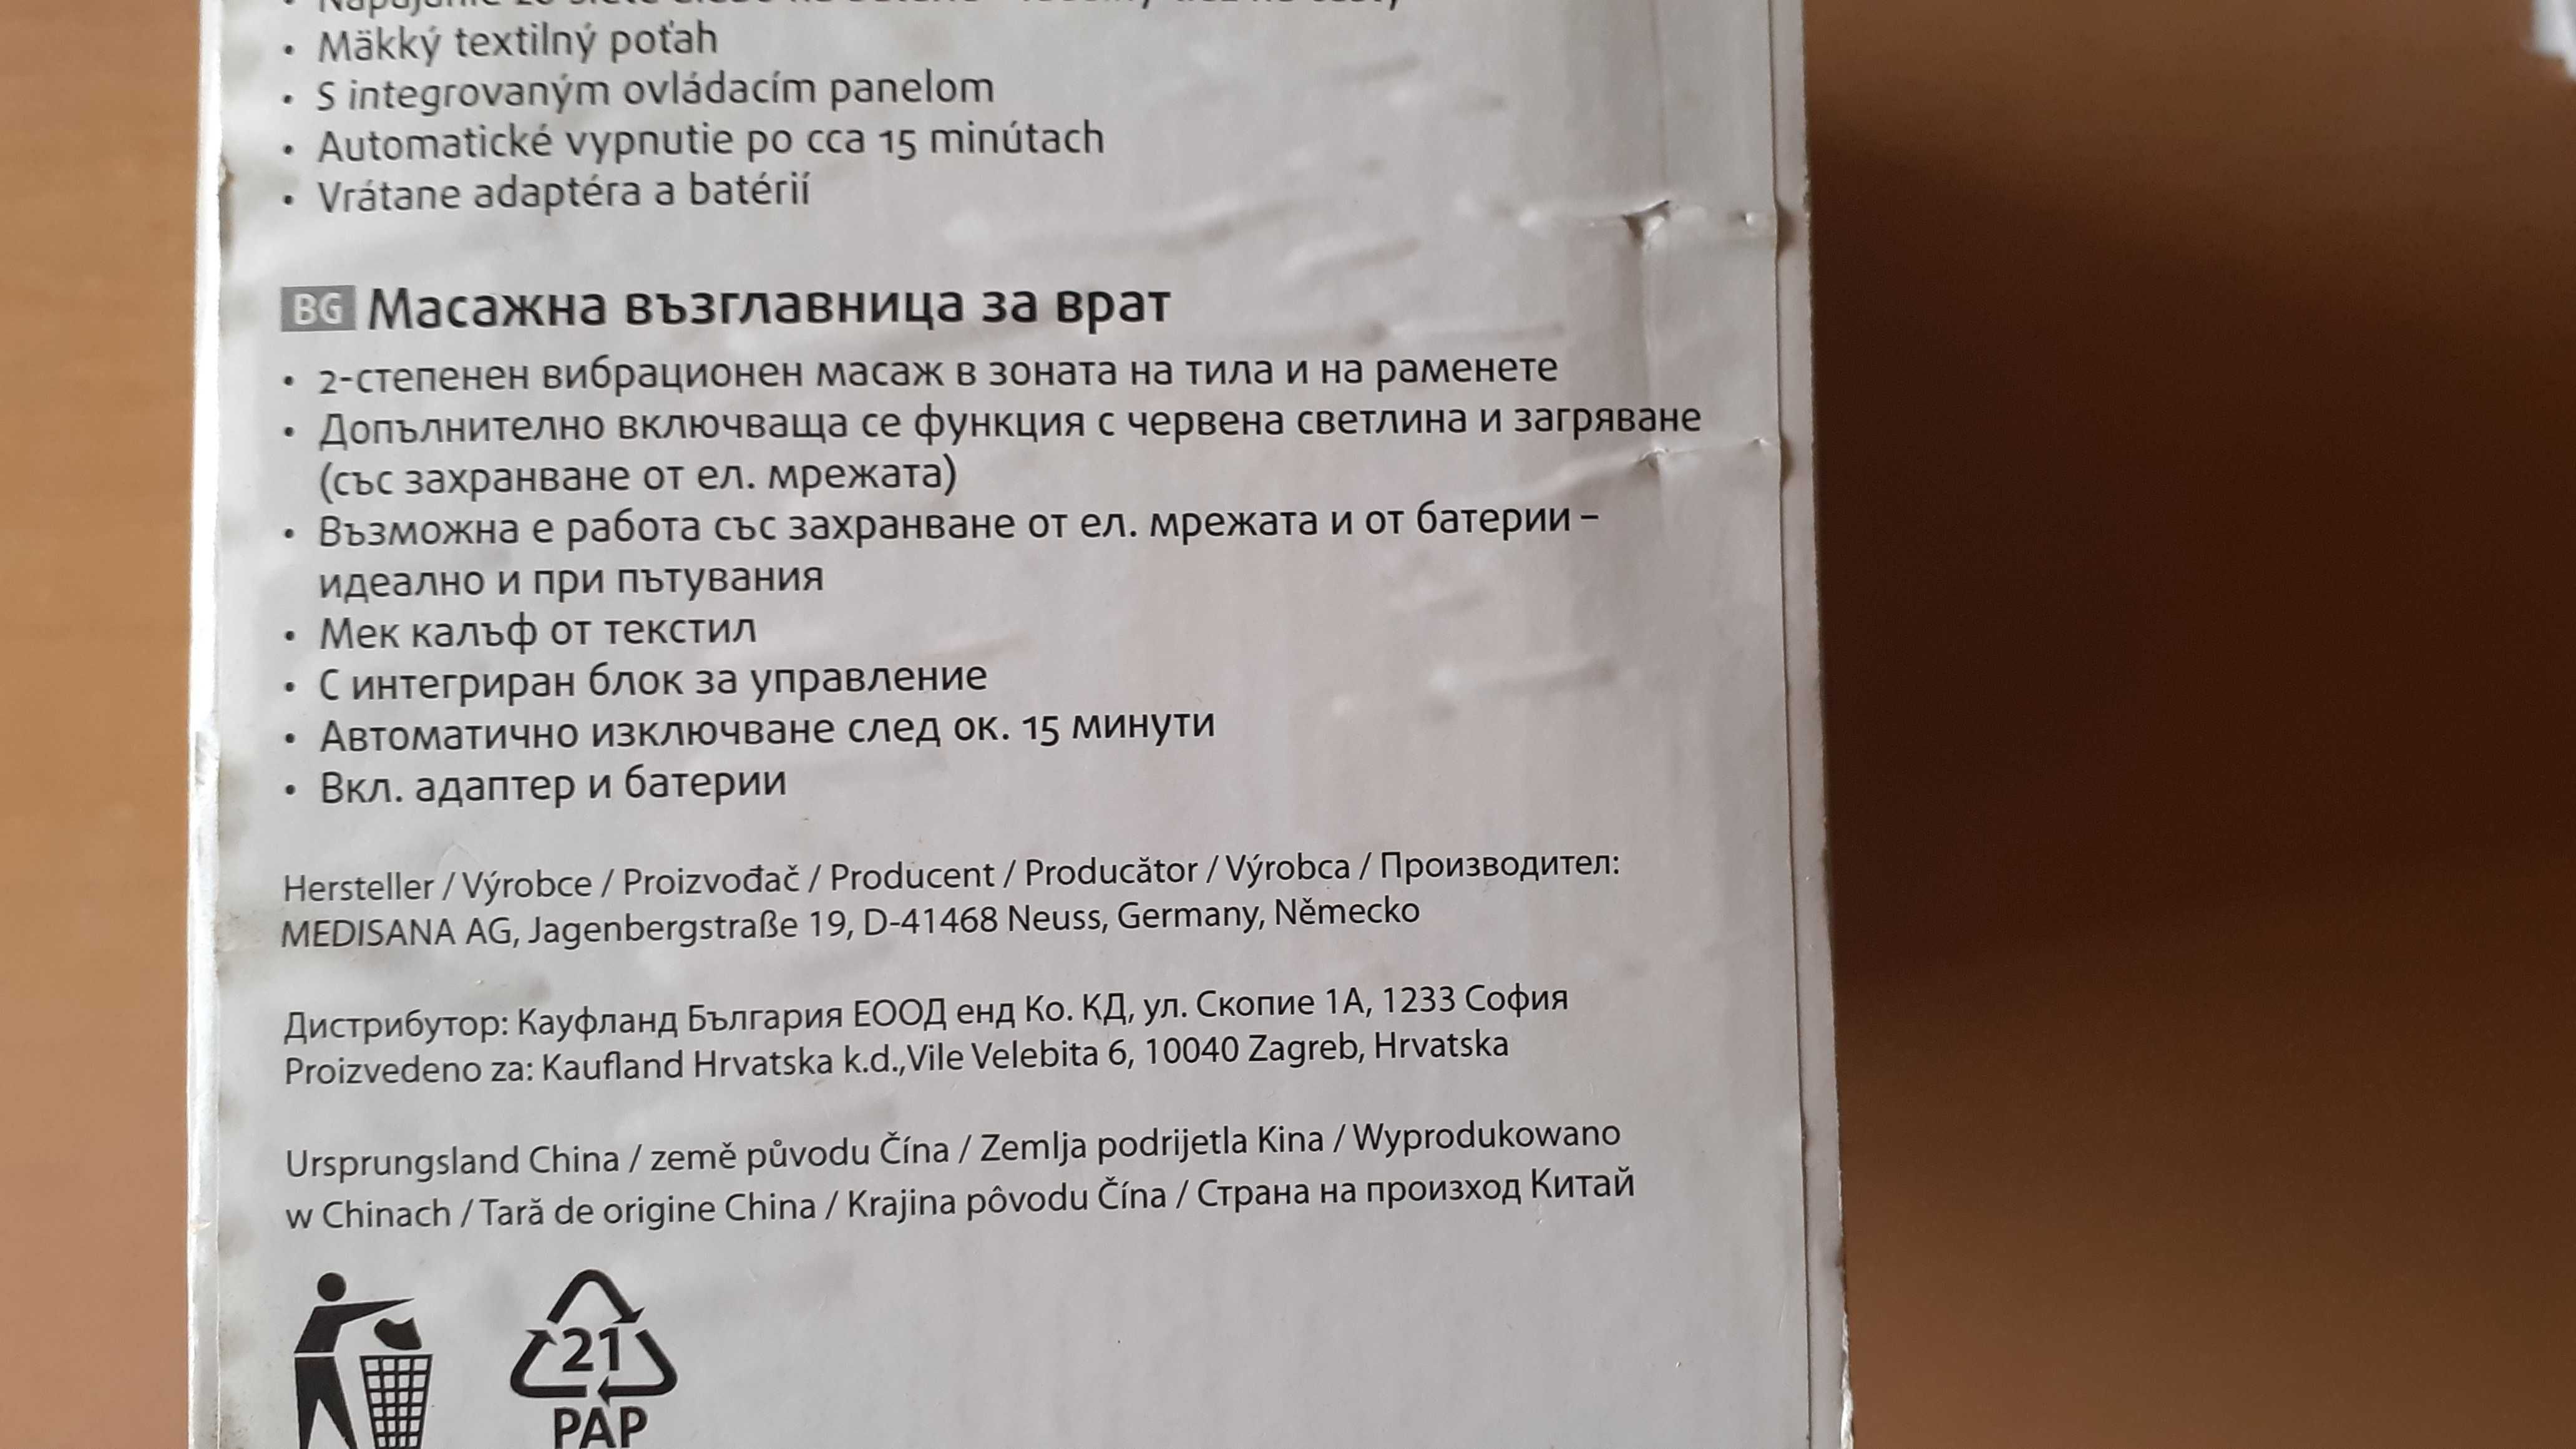 • Mäkký textilný poťah
• S integrovaným ovládacím panelom
• Automatické vypnutie po cca 15 minútach
• Vrátane adaptéra a batérií
BG Масажна възглавница за врат
• 2-степенен вибрационен масаж в зоната на тила и на раменете
• Допълнително включваща се функция с червена светлина и загряване
(със захранване от ел. мрежата)
• Възможна е работа със захранване от ел. мрежата и от батерии –
идеално и при пътувания
• Мек калъф от текстил
• С интегриран блок за управление
• Автоматично изключване след ок. 15 минути
• Вкл. адаптер и батерии
Hersteller / Výrobce / Proizvođač / Producent / Producător / Výrobca / Производител:
MEDISANA AG, Jagenbergstraße 19, D-41468 Neuss, Germany, Německo
Дистрибутор: Кауфланд България ЕООД енд Ко. КД, ул. Скопие 1А, 1233 София
Proizvedeno za: Kaufland Hrvatska k.d.,Vile Velebita 6, 10040 Zagreb, Hrvatska
Ursprungsland China / země původu Čína / Zemlja podrijetla Kina / Wyprodukowano
w Chinach / Tară de origine China / Krajina pôvodu Čína / Страна на произход Китай
21
PAP